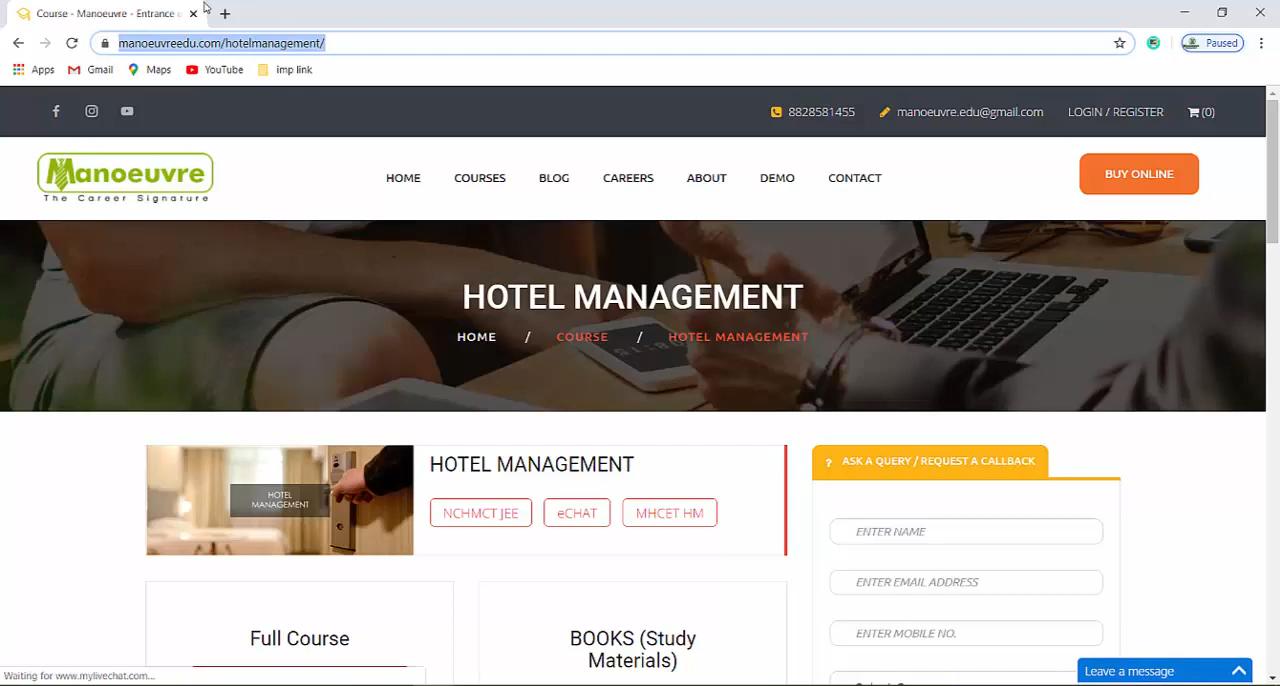 Course - Manoeuvre - Entrance
manoeuvreedu.com/hotelmanagement/
Paused
Apps Gmail Maps YouTube imp link
8828581455 manoeuvre.edu@gmail.com LOGIN / REGISTER (0)
Manoeuvre
The Career Signature
HOME COURSES BLOG CAREERS ABOUT DEMO CONTACT
BUY ONLINE
HOTEL MANAGEMENT
HOME / COURSE / HOTEL MANAGEMENT
HOTEL
MANAGEMENT
HOTEL MANAGEMENT
NCHMCT JEE eCHAT MHCET HM
? ASK A QUERY / REQUEST A CALLBACK
ENTER NAME
ENTER EMAIL ADDRESS
ENTER MOBILE NO.
Full Course
BOOKS (Study
Materials)
Leave a message
Waiting for www.mylivechat.com...